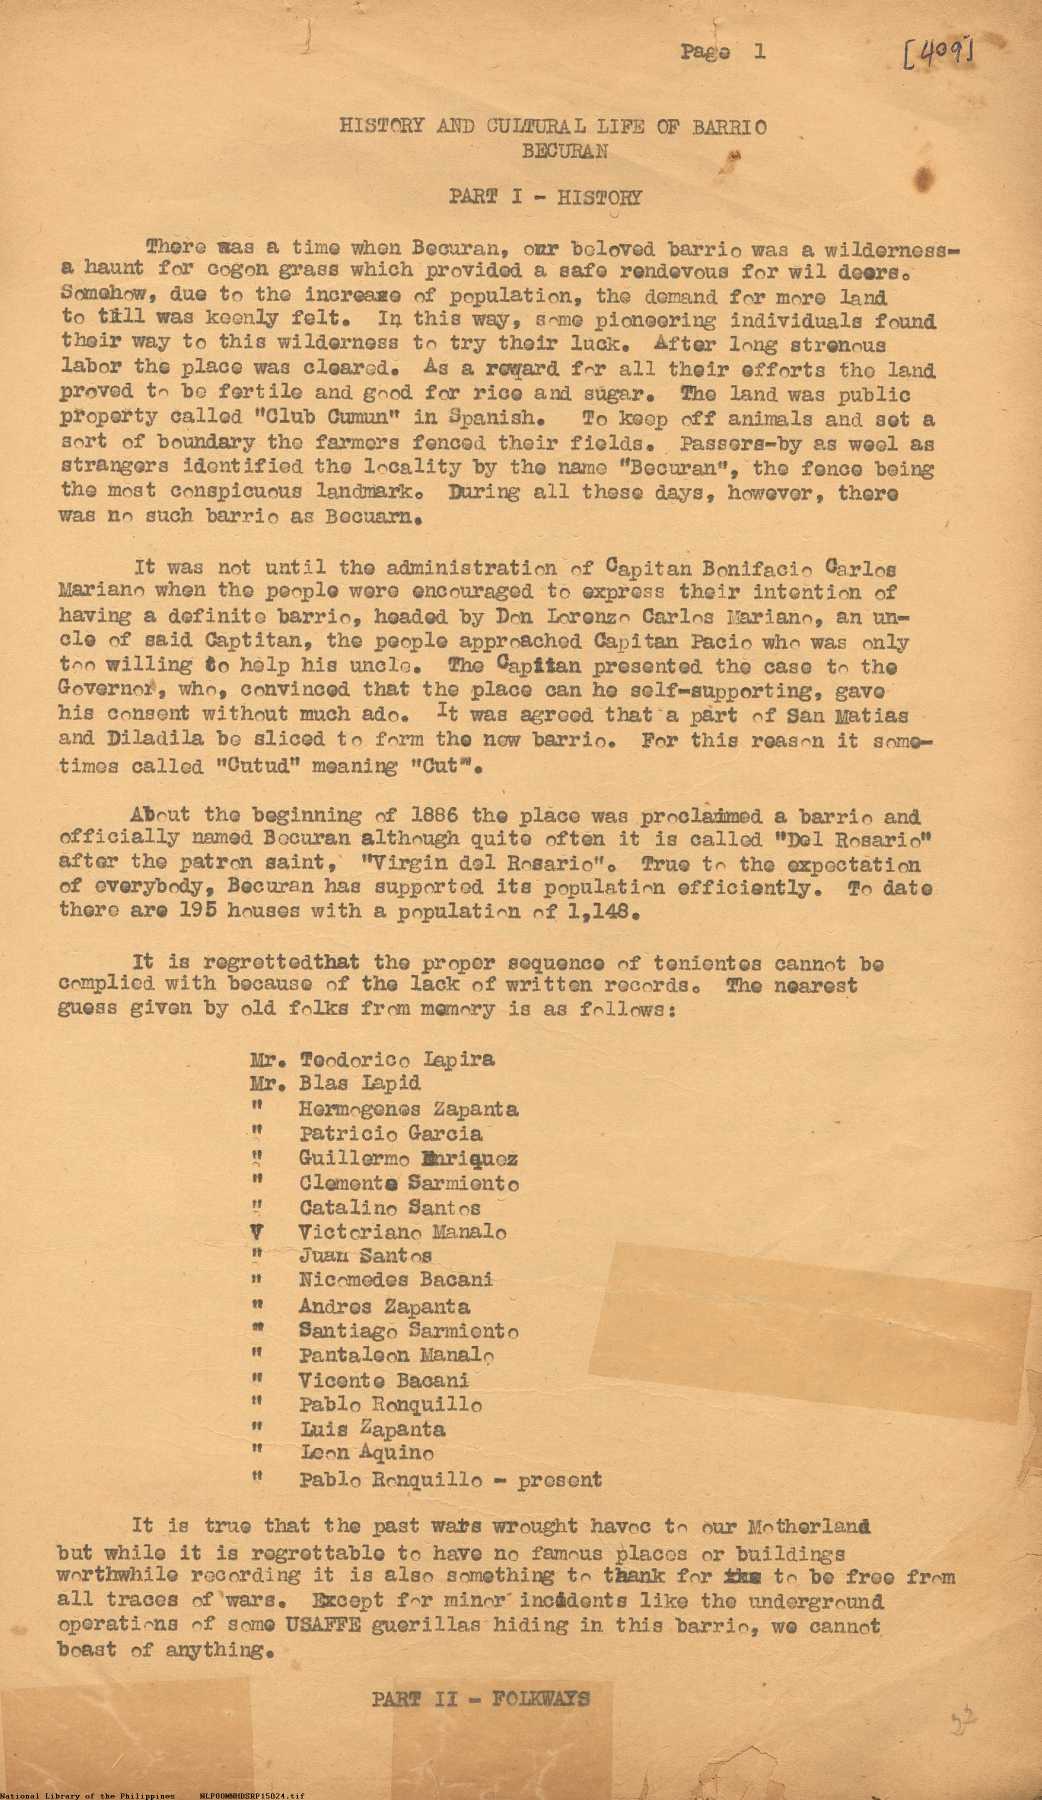 Page 1
[409]
HISTORY AND CULTURAL LIFE OF BARRIO
BECURAN
PART I - HISTORY
There was a time when Becuran, our beloved barrio was a wilderness-
a haunt for cogon grass which provided a safe rendevous for wil deers.
Somehow, due to the increaze of population, the demand for more land
to till was keenly felt. In this way, some pioneering individuals found
their way to this wilderness to try their luck. After long strenous
labor the place was cleared. As a reward for all their efforts the land
proved to be fertile and good for rice and sugar. The land was public
property called "Club Cumun" in Spanish. To keep off animals and set a
sort of boundary the farmers fenced their fields. Passers-by as weel as
strangers identified the locality by the name "Becuran", the fence being
the most conspicuous landmark. During all these days, however, there
was no such barrio as Becuarn.
It was not until the administration of Capitan Bonifacio Carlos
Mariano when the people were encouraged to express their intention of
having a definite barrio, headed by Don Lorenzo Carlos Mariano, an un-
cle of said Captitan, the people approached Capitan Pacio who was only
too willing to help his uncle. The Capitan presented the case to the
Governor, who, convinced that the place can he self-supporting, gave
his consent without much ado. It was agreed that a part of San Matias
and Diladila be sliced to form the new barrio. For this reason it some-
times called "Cutud" meaning "Cut".
About the beginning of 1886 the place was proclaimed a barrio and
officially named Becuran although quite often it is called "Del Rosario"
after the patron saint, "Virgin del Rosario". True to the expectation
of everybody, Becuran has supported its population efficiently. To date
there are 195 houses with a population of 1,148.
It is regrettedthat the proper sequence of tenientes cannot be
complied with because of the lack of written records. The nearest
guess given by old folks from memory is as follows:
Mr. Teodorico Lapira
Mr. Blas Lapid
" Hermogenes Zapanta
" Patricio Garcia
" Guillermo Enriquez
" Clemente Sarmiento
" Catalino Santos
V Victoriano Manalo
" Juan Santos
" Nicomedes Bacani
" Andres Zapanta
" Santiago Sarmiento
" Pantaleon Manalo
" Vicente Bacani
" Pablo Ronquillo
" Luis Zapanta
" Leon Aquino
" Pablo Ronquillo - present
It is true that the past wars wrought havoc to our Motherland
but while it is regrettable to have no famous places or buildings
worthwhile recording it is also something to thank for to be free from
all traces of wars. Except for minor incidents like the underground
operations of some USAFFE guerillas hiding in this barrio, we cannot
boast of anything.
PART II - FOLKWAYS
National Library of the Philippines NLPOOMNHDSRP15024.tif